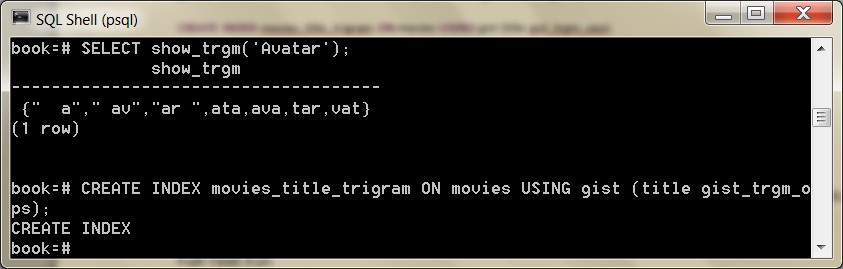 SQL Shell (psql)
book=# SELECT show_trgm('Avatar');
show_trgm
-------------------------------------
{"  a"," av","ar ",ata,ava,tar,vat}
(1 row)
book=# CREATE INDEX movies_title_trigram ON movies USING gist (title gist_trgm_o
ps);
CREATE INDEX
book=#